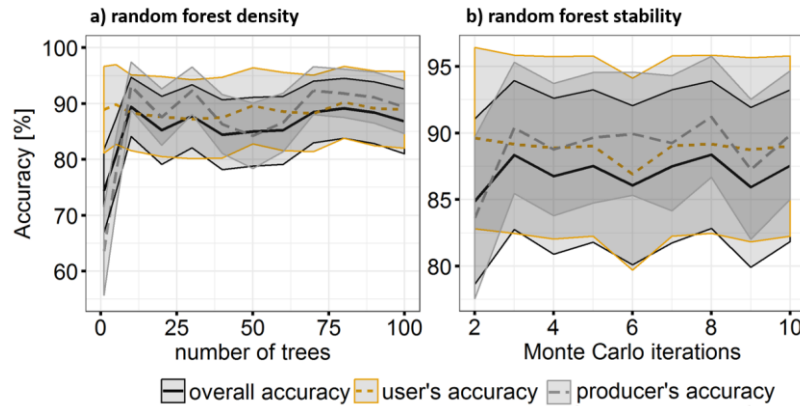 a) random forest density
b) random forest stability
Accuracy [%]
100
90
80
70
60
95
90
85
80
0
25
50
75
100
2
4
6
8
10
number of trees
Monte Carlo iterations
overall accuracy
user's accuracy
producer's accuracy